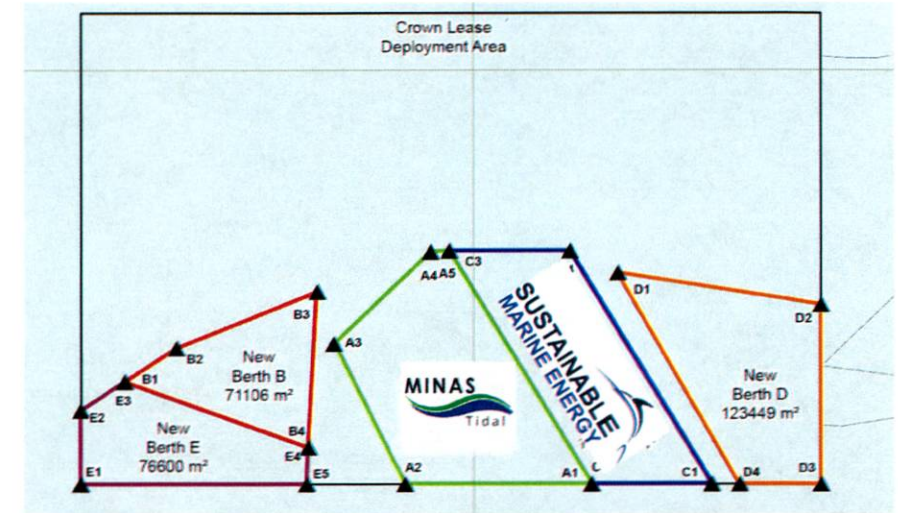 Crown Lease
Deployment Area
A4
A5
C3
D1
D2
B3
B2
A3
B1
E3
E2
New
Berth B
71106 m²
MINAS
Tidal
SUSTAINABLE
MARINE ENERGY
New
Berth D
123449 m²
B4
E4
New
Berth E
76600 m²
E1
E5
A2
A1
C1
D4
D3